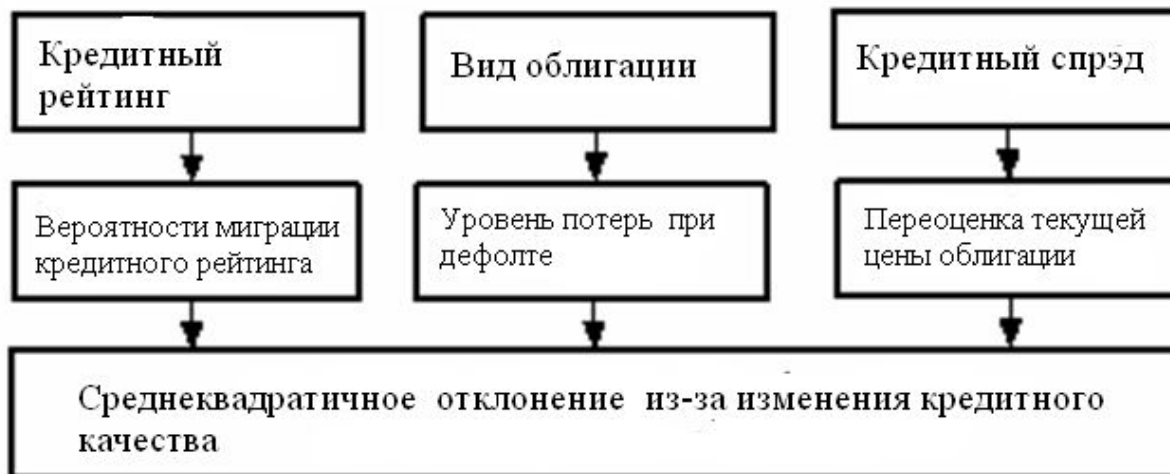 Кредитный
рейтинг
Вид облигации
Кредитный спрэд
Вероятности миграции
кредитного рейтинга
Уровень потерь при
дефолте
Переоценка текущей
цены облигации
Среднеквадратичное отклонение из-за изменения кредитного
качества